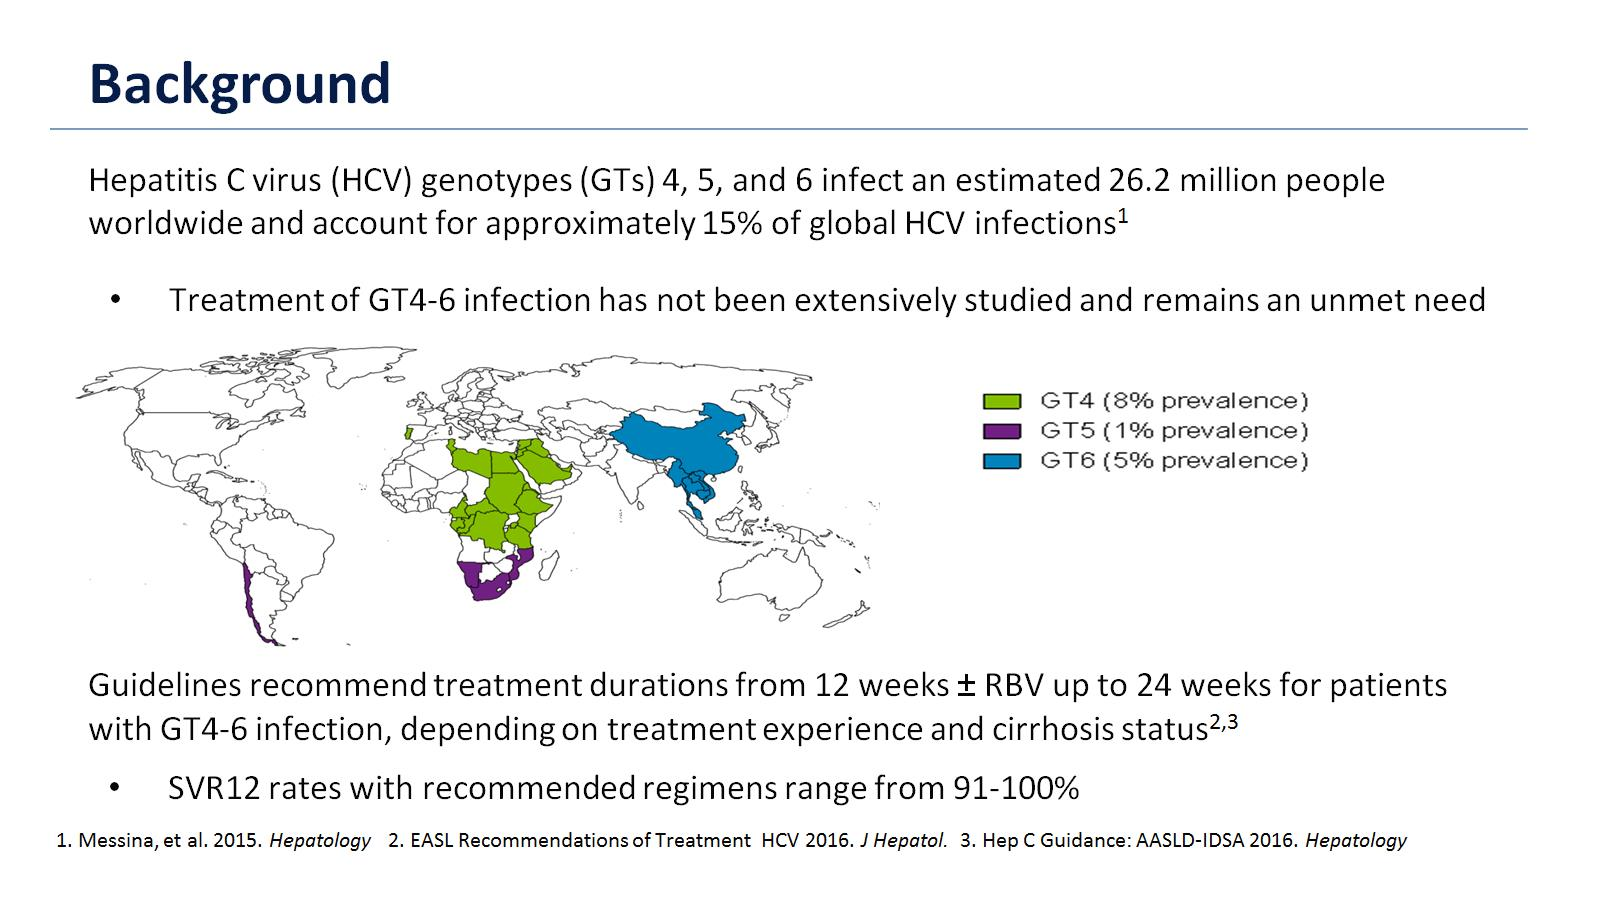 Background
Hepatitis C virus (HCV) genotypes (GTs) 4, 5, and 6 infect an estimated 26.2 million people
worldwide and account for approximately 15% of global HCV infections¹
• Treatment of GT4-6 infection has not been extensively studied and remains an unmet need
GT4 (8% prevalence)
GT5 (1% prevalence)
GT6 (5% prevalence)
Guidelines recommend treatment durations from 12 weeks ± RBV up to 24 weeks for patients
with GT4-6 infection, depending on treatment experience and cirrhosis status²,³
• SVR12 rates with recommended regimens range from 91-100%
1. Messina, et al. 2015. Hepatology 2. EASL Recommendations of Treatment HCV 2016. J Hepatol. 3. Hep C Guidance: AASLD-IDSA 2016. Hepatology